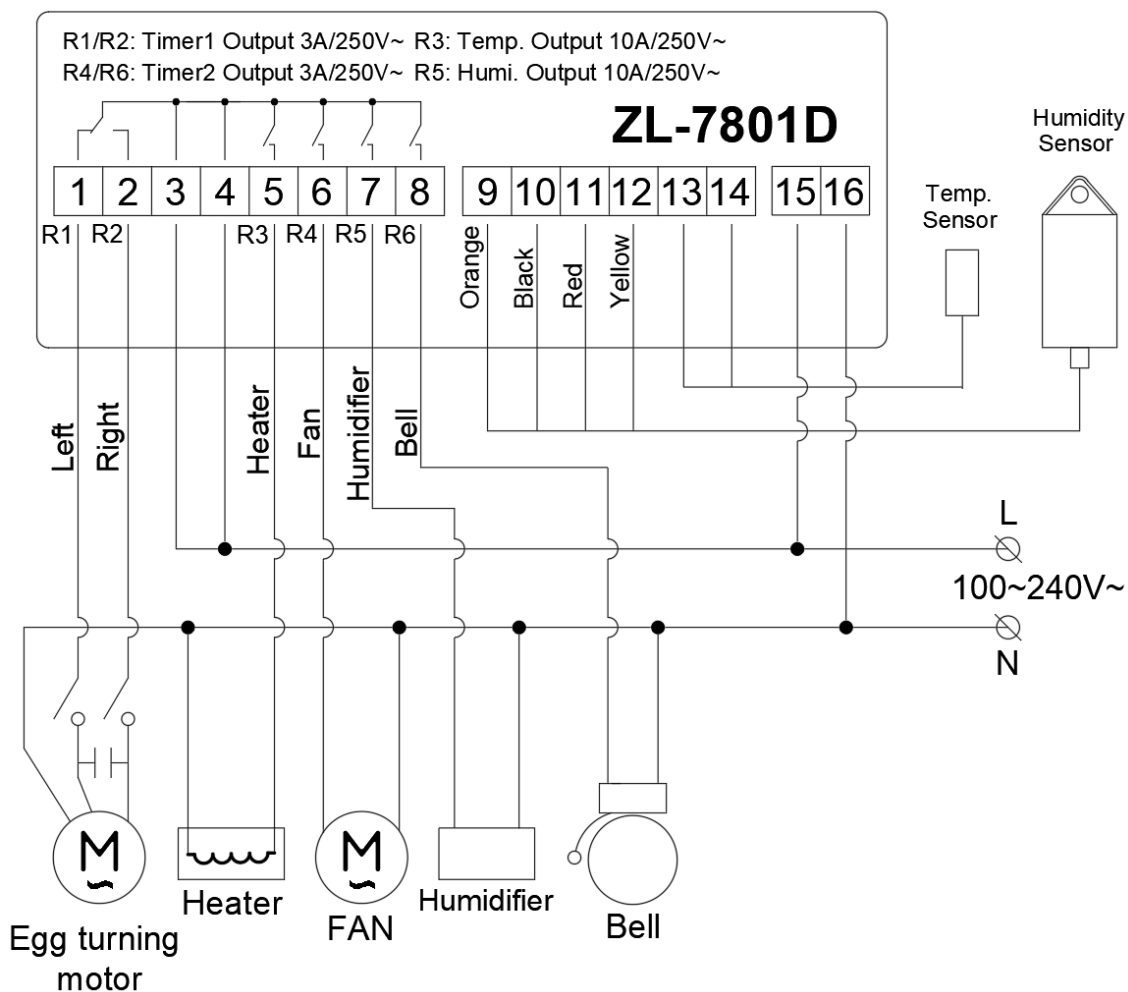 R1/R2: Timer1 Output 3A/250V~ R3: Temp. Output 10A/250V~
R4/R6: Timer2 Output 3A/250V~ R5: Humi. Output 10A/250V~
ZL-7801D
Humidity
Sensor
Temp.
Sensor
1 2 3 4 5 6 7 8 9 10 11 12 13 14 15 16
R1 R2 R3 R4 R5 R6
Orange
Black
Red
Yellow
Left
Right
Heater
Fan
Humidifier
Bell
L
100~240V~
N
M
M
Heater
Humidifier
FAN
Bell
Egg turning
motor